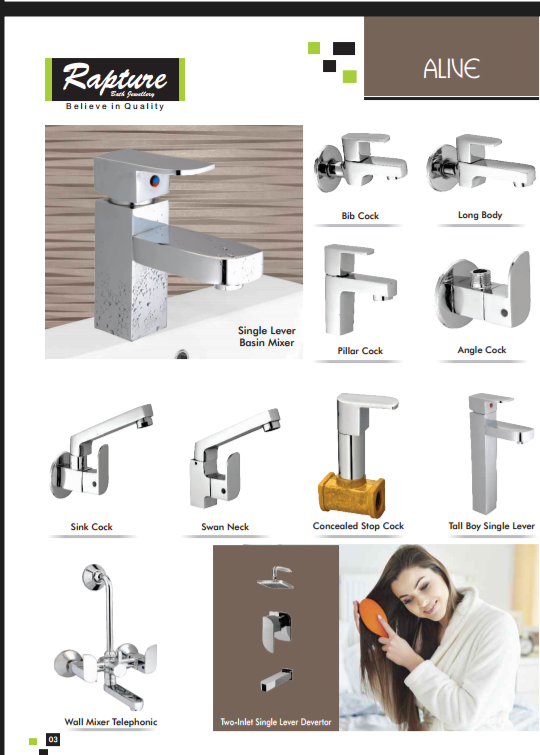 ALIVE
Rapture
Bath Jewellery
Believe in Quality
Bib Cock
Long Body
Single Lever
Basin Mixer
Pillar Cock
Angle Cock
Sink Cock
Swan Neck
Concealed Stop Cock
Tall Boy Single Lever
Wall Mixer Telephonic
Two-Inlet Single Lever Devertor
03